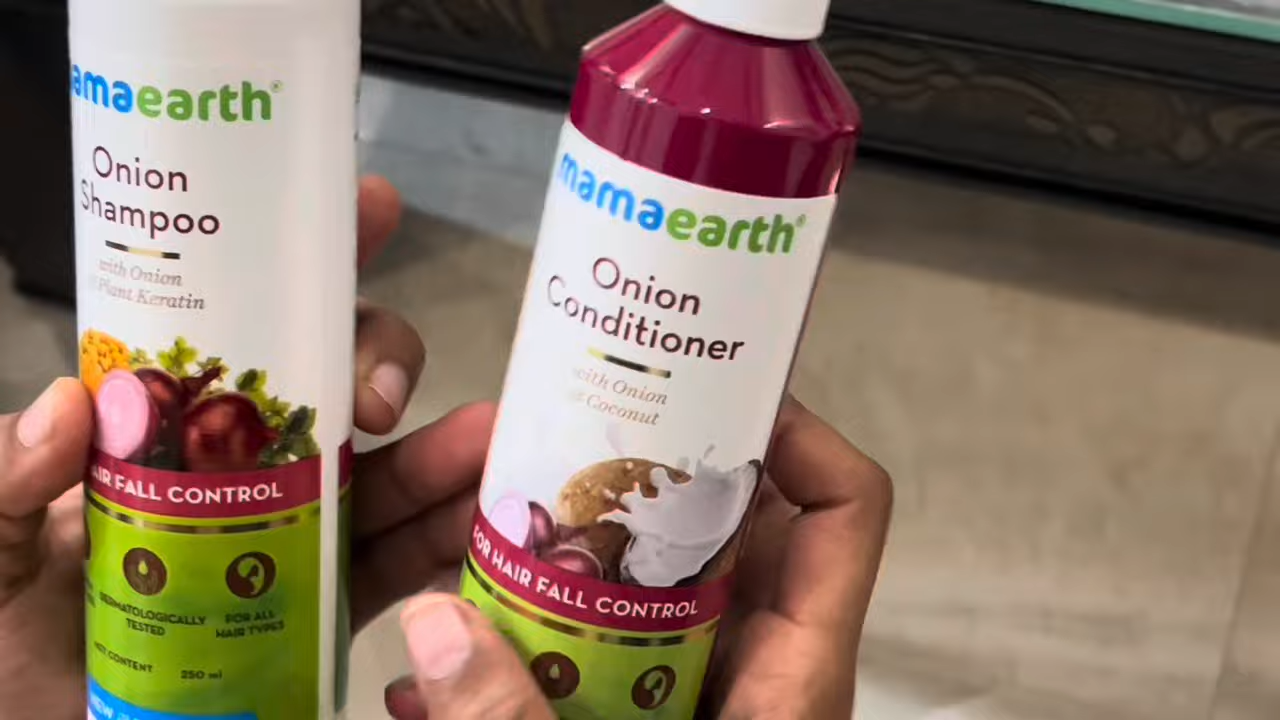 mamaearth®
Onion
Shampoo
with Onion
Plant Keratin
HAIR FALL CONTROL
DERMATOLOGICALLY
TESTED
FOR ALL
HAIR TYPES
NET CONTENT 250 ml
mamaearth®
Onion
Conditioner
with Onion
& Coconut
FOR HAIR FALL CONTROL